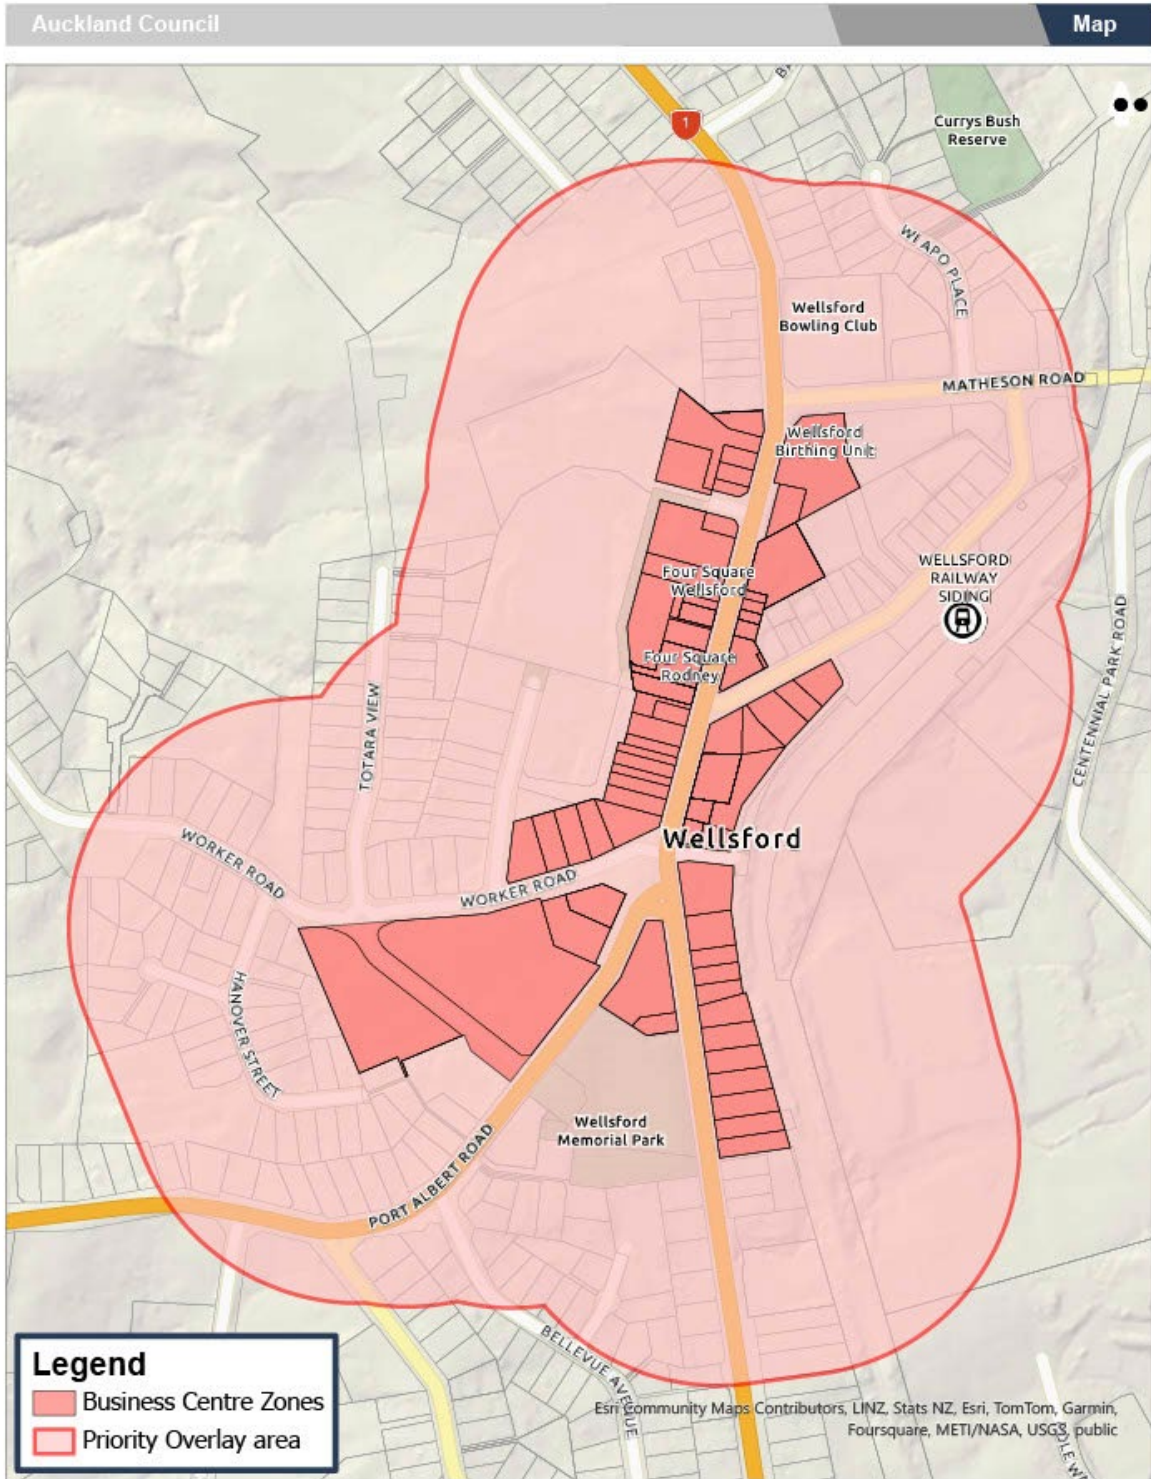 Auckland Council
Map
1
Currys Bush
Reserve
WI APO PLACE
Wellsford
Bowling Club
MATHESON ROAD
Wellsford
Birthing Unit
Four Square
Wellsford
WELLSFORD
RAILWAY
SIDING
CENTENNIAL PARK ROAD
Four Square
Rodney
TOTARA VIEW
WORKER ROAD
Wellsford
WORKER ROAD
HANOVER STREET
Wellsford
Memorial Park
PORT ALBERT ROAD
BELLEVUE AVENUE
Legend
Business Centre Zones
Priority Overlay area
Esri Community Maps Contributors, LINZ, Stats NZ, Esri, TomTom, Garmin,
Foursquare, METI/NASA, USGS, public